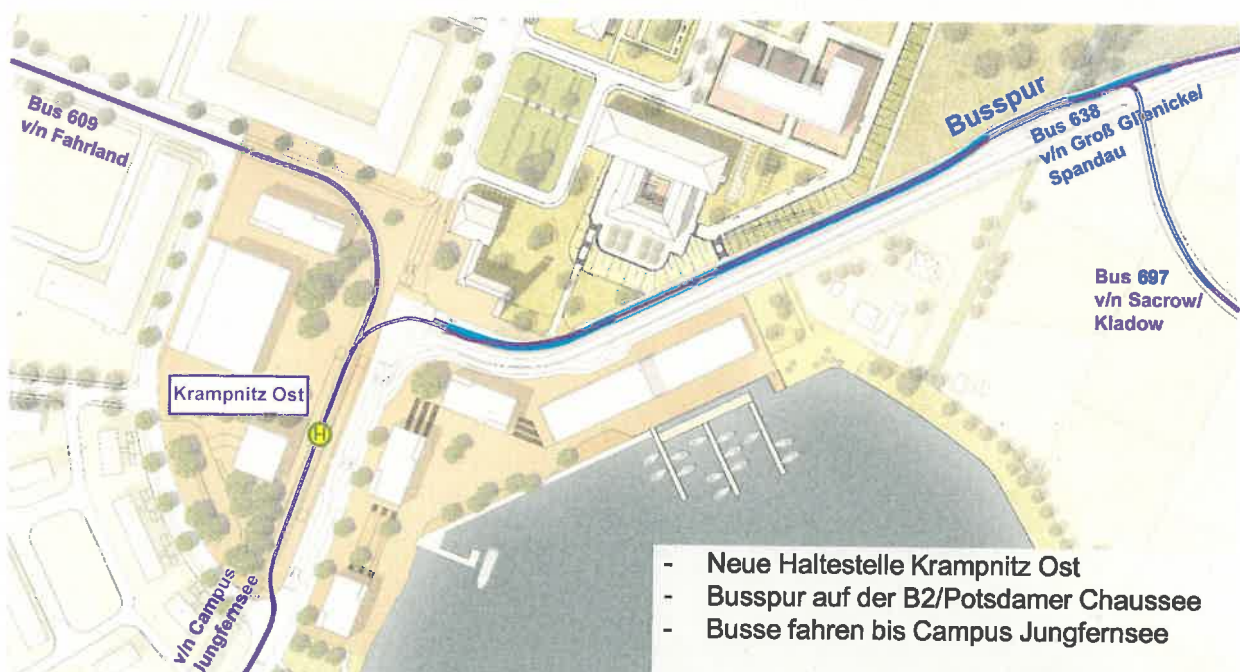 Bus 609
v/n Fahrland
Busspur
Bus 638
v/n Groß Glienicke/
Spandau
Bus 697
v/n Sacrow/
Kladow
Krampnitz Ost
H
v/n Campus
Jungfernsee
- Neue Haltestelle Krampnitz Ost
- Busspur auf der B2/Potsdamer Chaussee
- Busse fahren bis Campus Jungfernsee